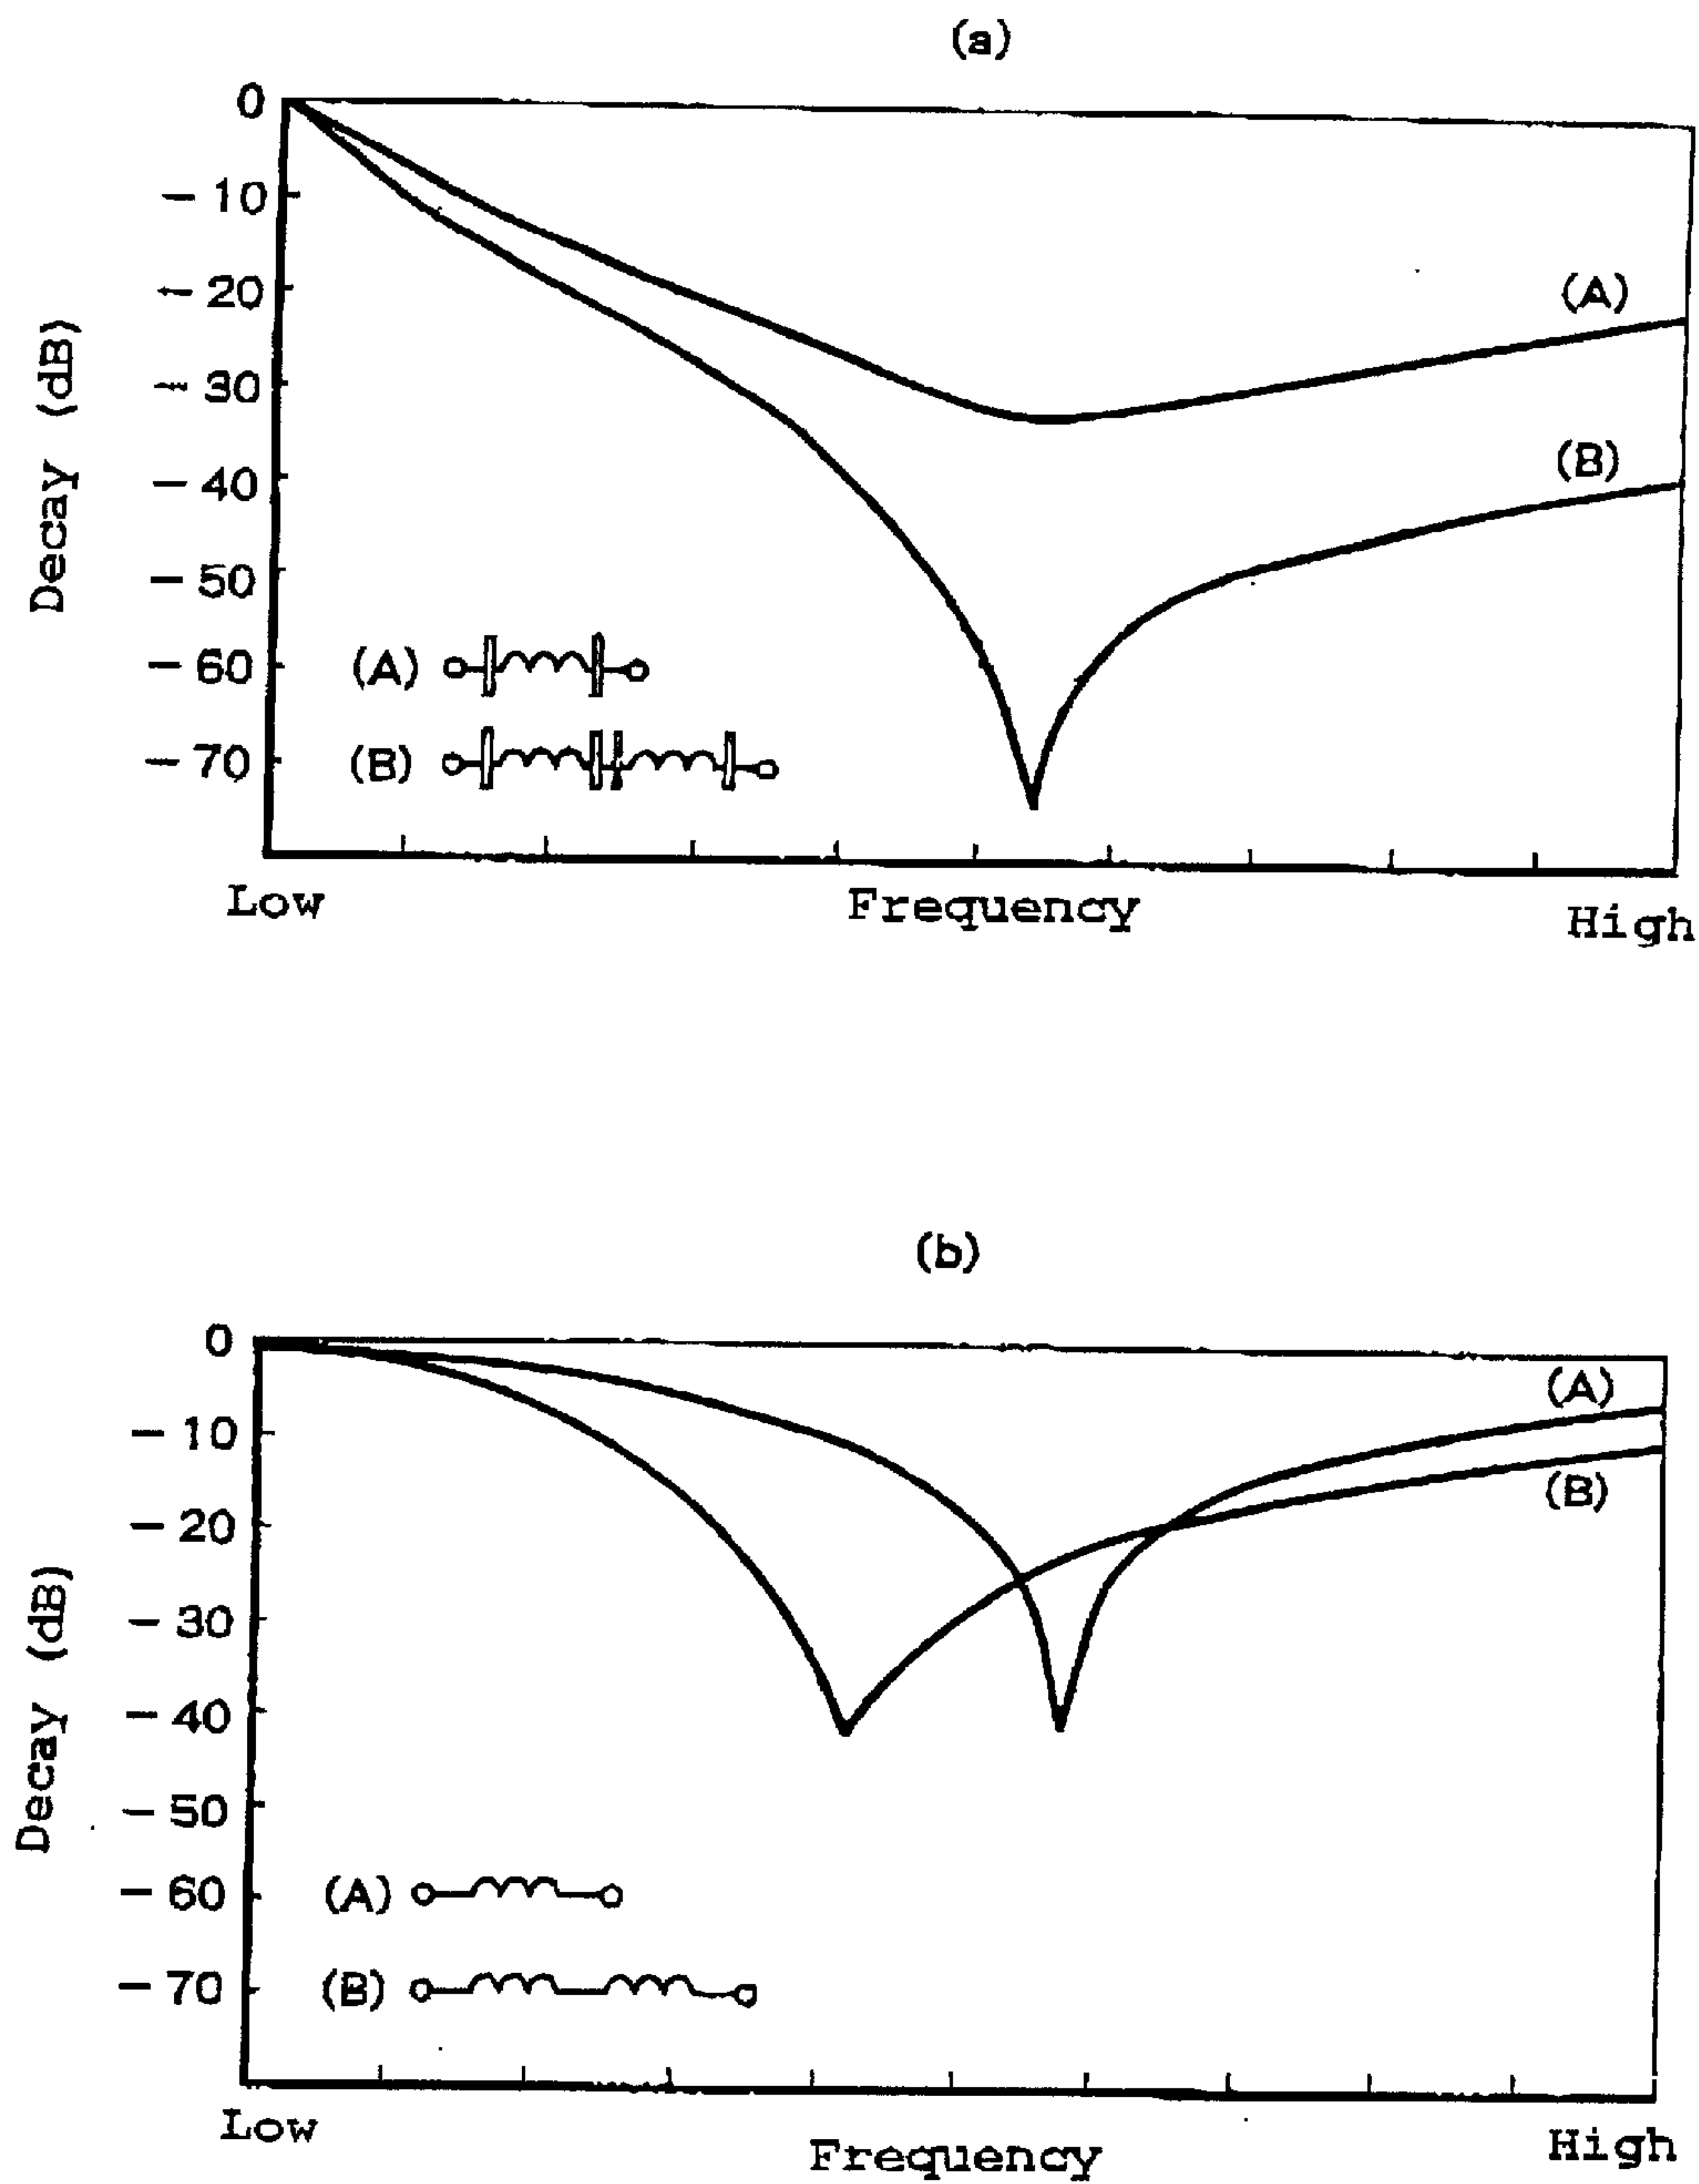 (a)
0
- 10
- 20
- 30
- 40
- 50
- 60
- 70
Decay (dB)
(A)
(B)
(A)
(B)
Low
Frequency
High
(b)
0
- 10
- 20
- 30
- 40
- 50
- 60
- 70
Decay (dB)
(A)
(B)
(A)
(B)
Low
Frequency
High